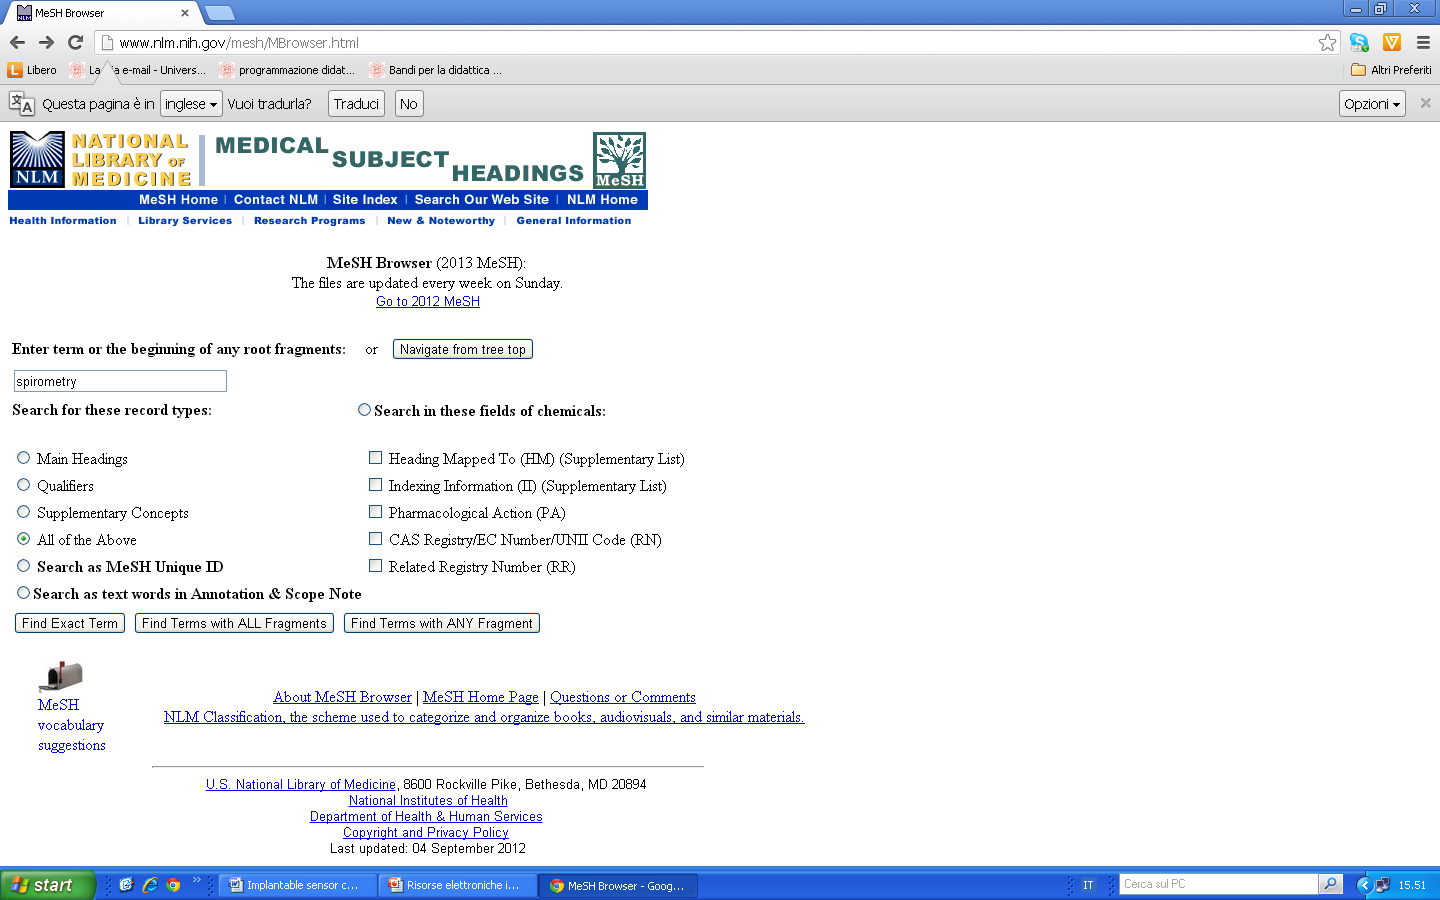 MeSH Browser
www.nlm.nih.gov/mesh/MBrowser.html
Libero
e-mail - Univers...
programmazione didat...
Bandi per la didattica ...
Altri Preferiti
Questa pagina è in inglese Vuoi tradurla? Traduci No Opzioni
NATIONAL LIBRARY OF MEDICINE
NLM
MEDICAL SUBJECT HEADINGS
MeSH
MeSH Home | Contact NLM | Site Index | Search Our Web Site | NLM Home
Health Information | Library Services | Research Programs | New & Noteworthy | General Information
MeSH Browser (2013 MeSH):
The files are updated every week on Sunday.
Go to 2012 MeSH
Enter term or the beginning of any root fragments: or Navigate from tree top
spirometry
Search for these record types: Search in these fields of chemicals:
Main Headings Heading Mapped To (HM) (Supplementary List)
Qualifiers Indexing Information (II) (Supplementary List)
Supplementary Concepts Pharmacological Action (PA)
All of the Above CAS Registry/EC Number/UNII Code (RN)
Search as MeSH Unique ID Related Registry Number (RR)
Search as text words in Annotation & Scope Note
Find Exact Term Find Terms with ALL Fragments Find Terms with ANY Fragment
MeSH
vocabulary
suggestions
About MeSH Browser | MeSH Home Page | Questions or Comments
NLM Classification, the scheme used to categorize and organize books, audiovisuals, and similar materials.
U.S. National Library of Medicine, 8600 Rockville Pike, Bethesda, MD 20894
National Institutes of Health
Department of Health & Human Services
Copyright and Privacy Policy
Last updated: 04 September 2012
start
Implantable sensor c...
Risorse elettroniche i...
MeSH Browser - Goog...
IT
Cerca sul PC
15.51